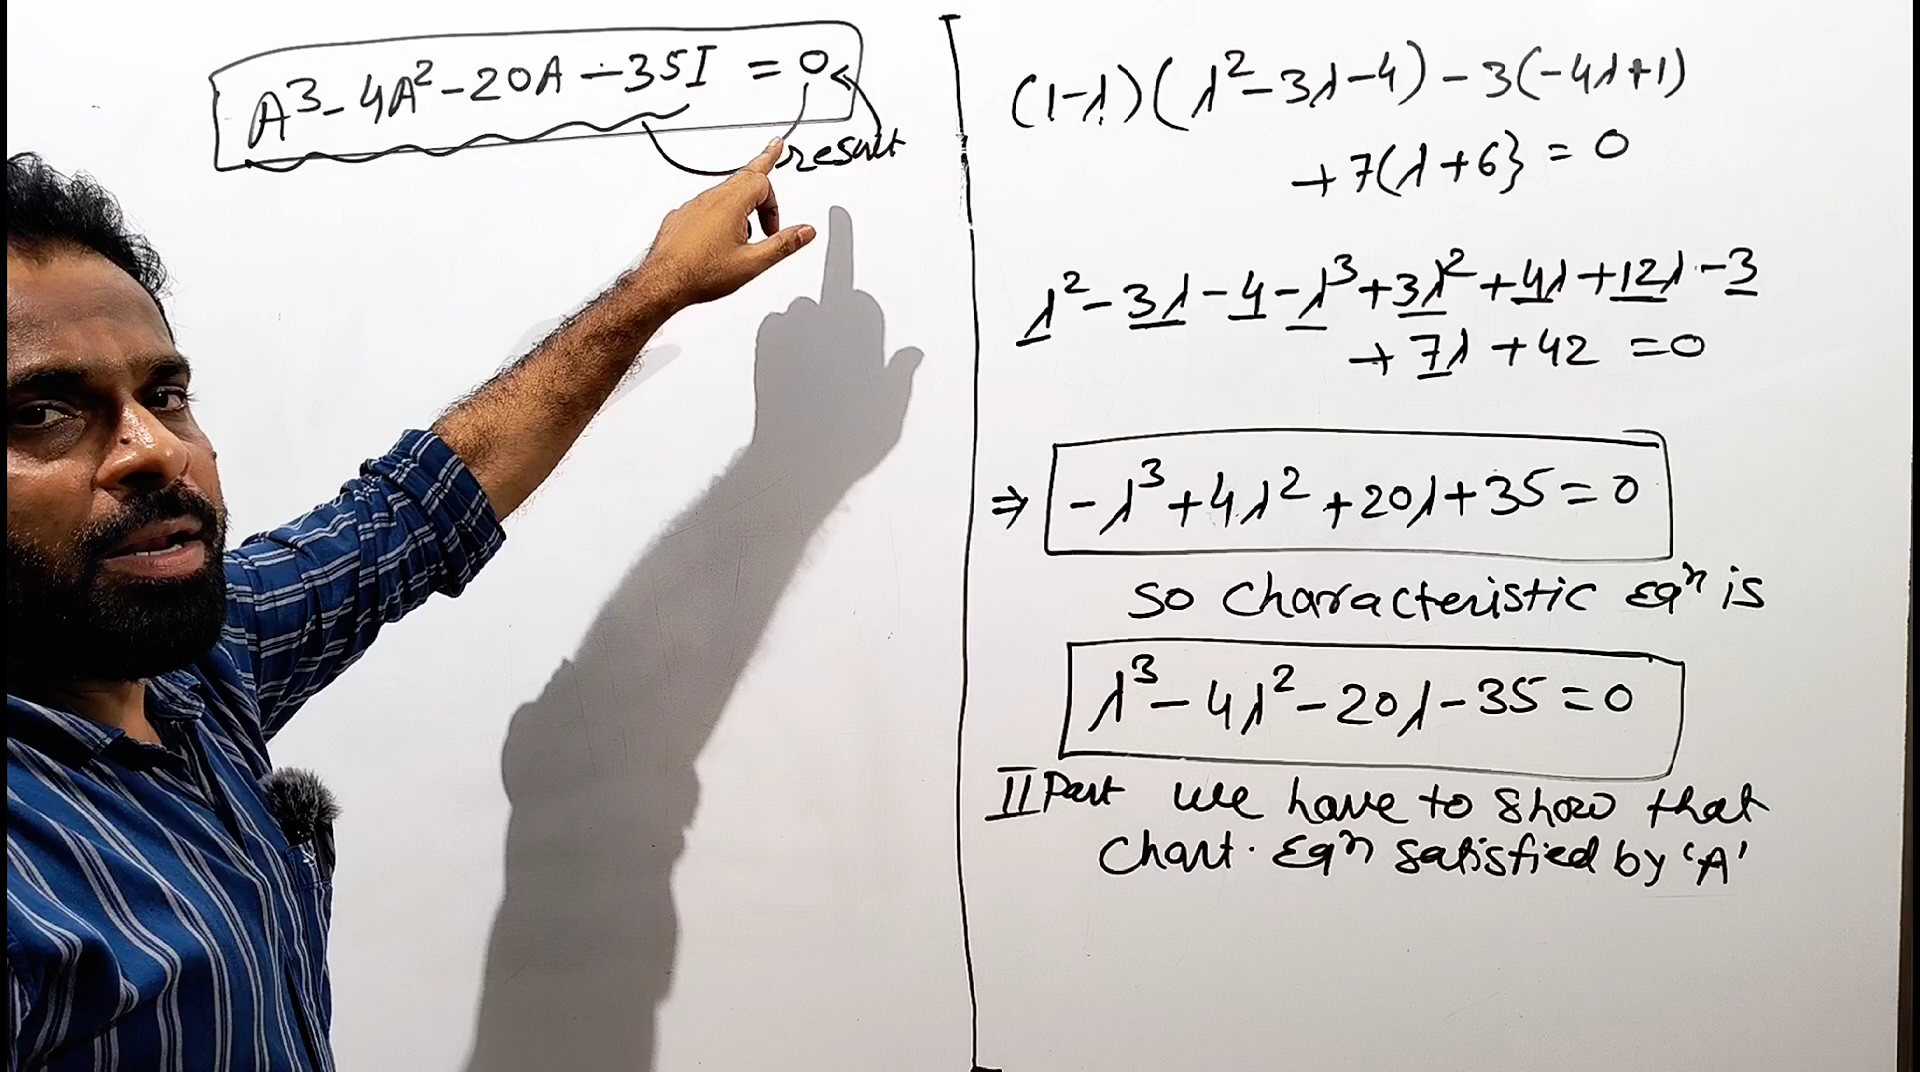 A³ - 4A² - 20A - 35I = 0
result
(1-λ)(λ² - 3λ - 4) - 3(-4λ+1)
+ 7(λ+6} = 0
λ² - 3λ - 4 - λ³ + 3λ² + 4λ + 12λ - 3
+ 7λ + 42 = 0
⇒ -λ³ + 4λ² + 20λ + 35 = 0
so characteristic Eqⁿ is
λ³ - 4λ² - 20λ - 35 = 0
II Part we have to show that
Chart. Eqⁿ satisfied by 'A'